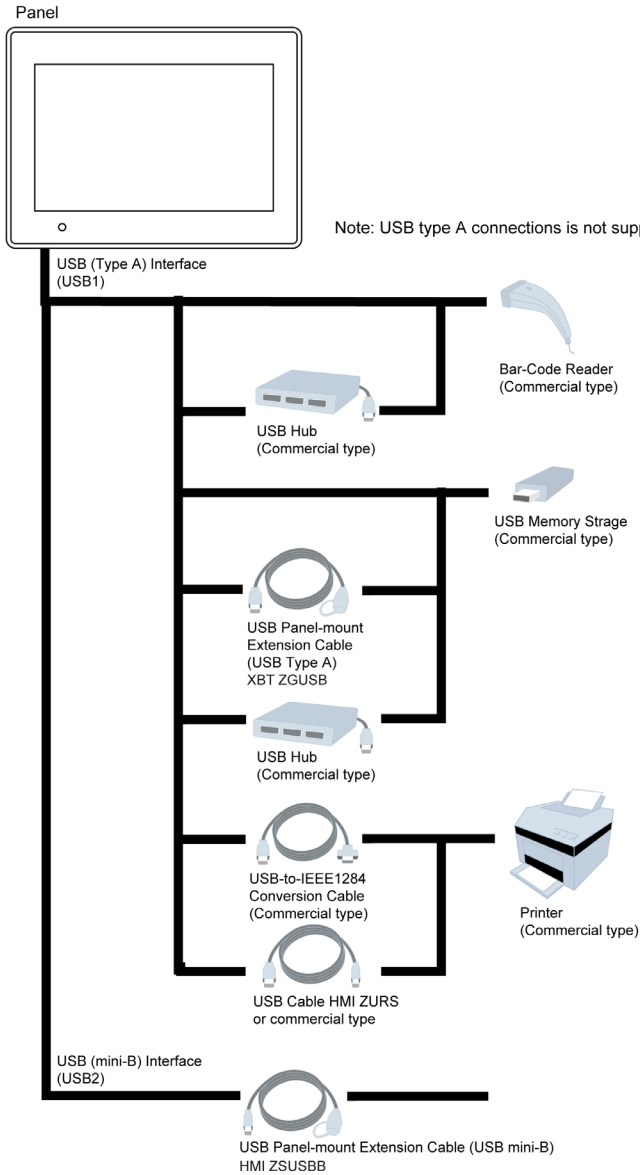 Panel
Note: USB type A connections is not
USB (Type A) Interface
(USB1)
Bar-Code Reader
(Commercial type)
USB Hub
(Commercial type)
USB Memory Strage
(Commercial type)
USB Panel-mount
Extension Cable
(USB Type A)
XBT ZGUSB
USB Hub
(Commercial type)
USB-to-IEEE1284
Conversion Cable
(Commercial type)
Printer
(Commercial type)
USB Cable HMI ZURS
or commercial type
USB (mini-B) Interface
(USB2)
USB Panel-mount Extension Cable (USB mini-B)
HMI ZSUSBB